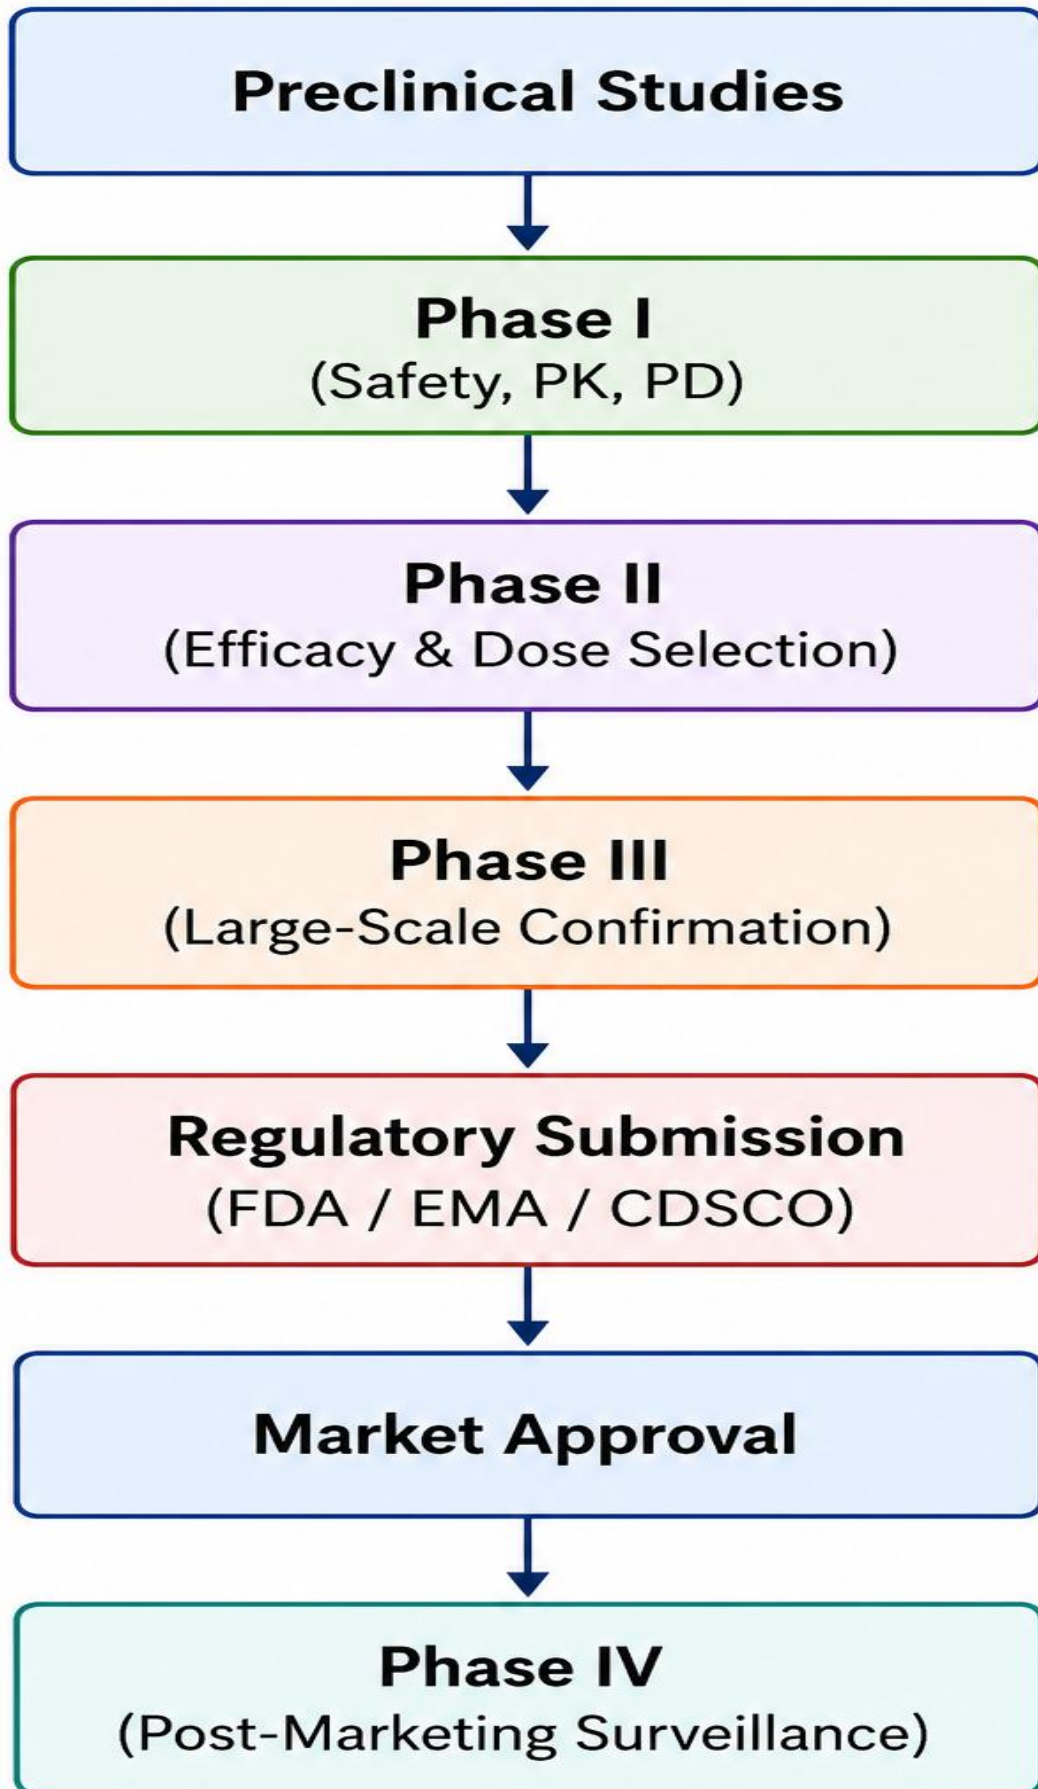 Preclinical Studies
Phase I
(Safety, PK, PD)
Phase II
(Efficacy & Dose Selection)
Phase III
(Large-Scale Confirmation)
Regulatory Submission
(FDA / EMA / CDSCO)
Market Approval
Phase IV
(Post-Marketing Surveillance)